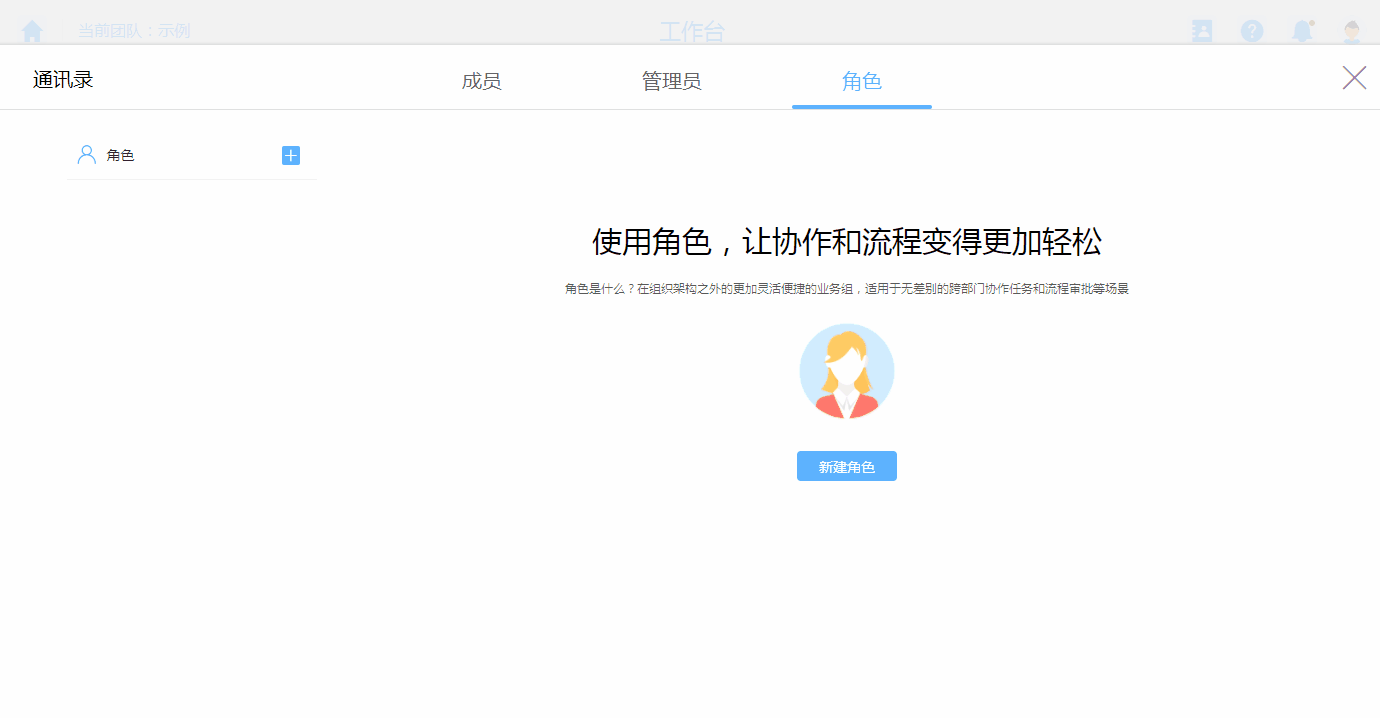 当前团队：示例
工作台
通讯录
成员
管理员
角色
角色
使用角色，让协作和流程变得更加轻松
角色是什么？在组织架构之外的更加灵活便捷的业务组，适用于无差别的跨部门协作任务和流程审批等场景
新建角色